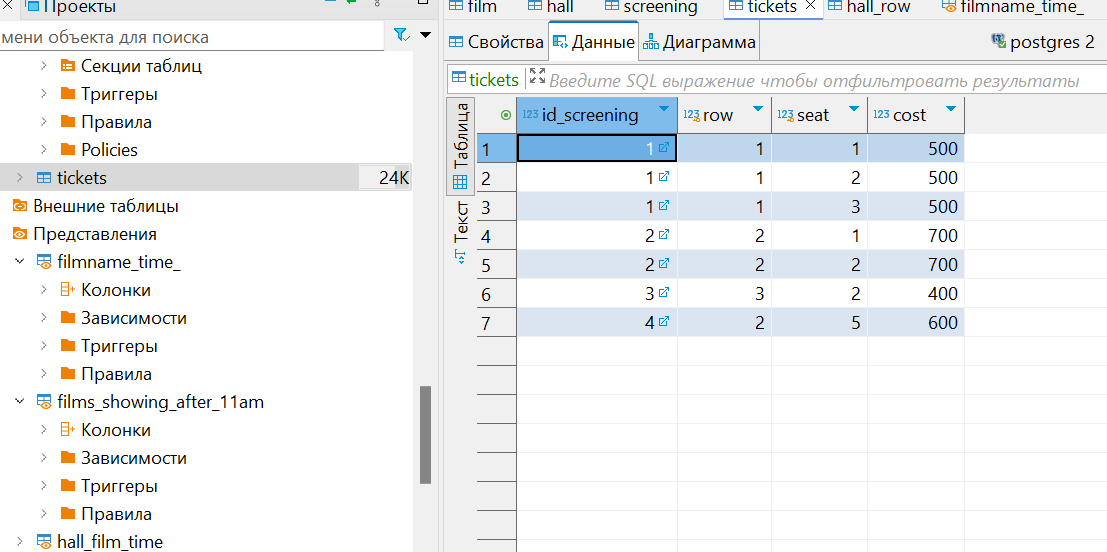 Проекты
мени объекта для поиска
Секции таблиц
Триггеры
Правила
Policies
tickets 24K
Внешние таблицы
Представления
filmname_time_
Колонки
Зависимости
Триггеры
Правила
films_showing_after_11am
Колонки
Зависимости
Триггеры
Правила
hall_film_time
film hall screening tickets hall_row filmname_time_
Свойства Данные Диаграмма postgres 2
tickets Введите SQL выражение чтобы отфильтровать результаты
Таблица
Текст
123 id_screening 123 row 123 seat 123 cost
1 1 1 1 500
2 1 1 2 500
3 1 1 3 500
4 2 2 1 700
5 2 2 2 700
6 3 3 2 400
7 4 2 5 600